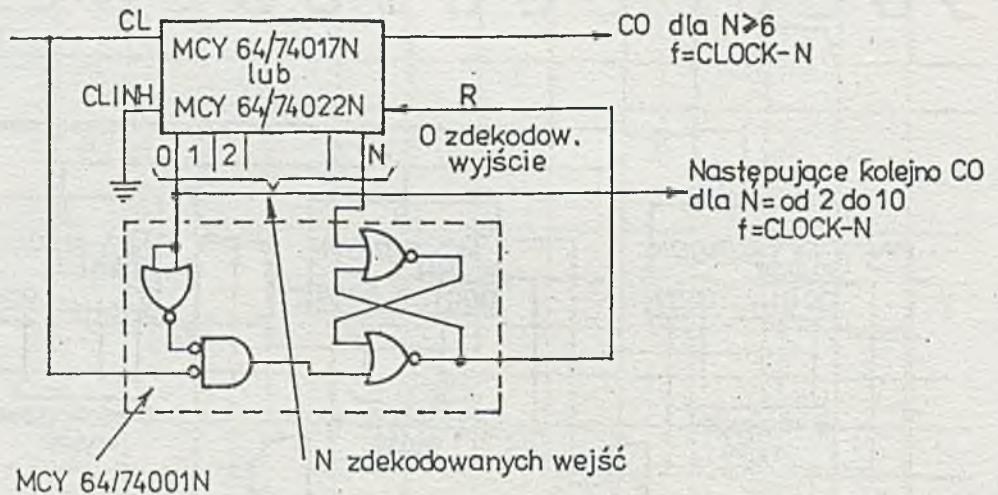 CL
MCY 64/74017N
lub
MCY 64/74022N
CLINH
CO dla N≥6
f=CLOCK-N
R
0 1 2 N
0 zdekodow.
wyjście
Następujące kolejno CO
dla N=od 2 do 10
f=CLOCK-N
N zdekodowanych wejść
MCY 64/74001N